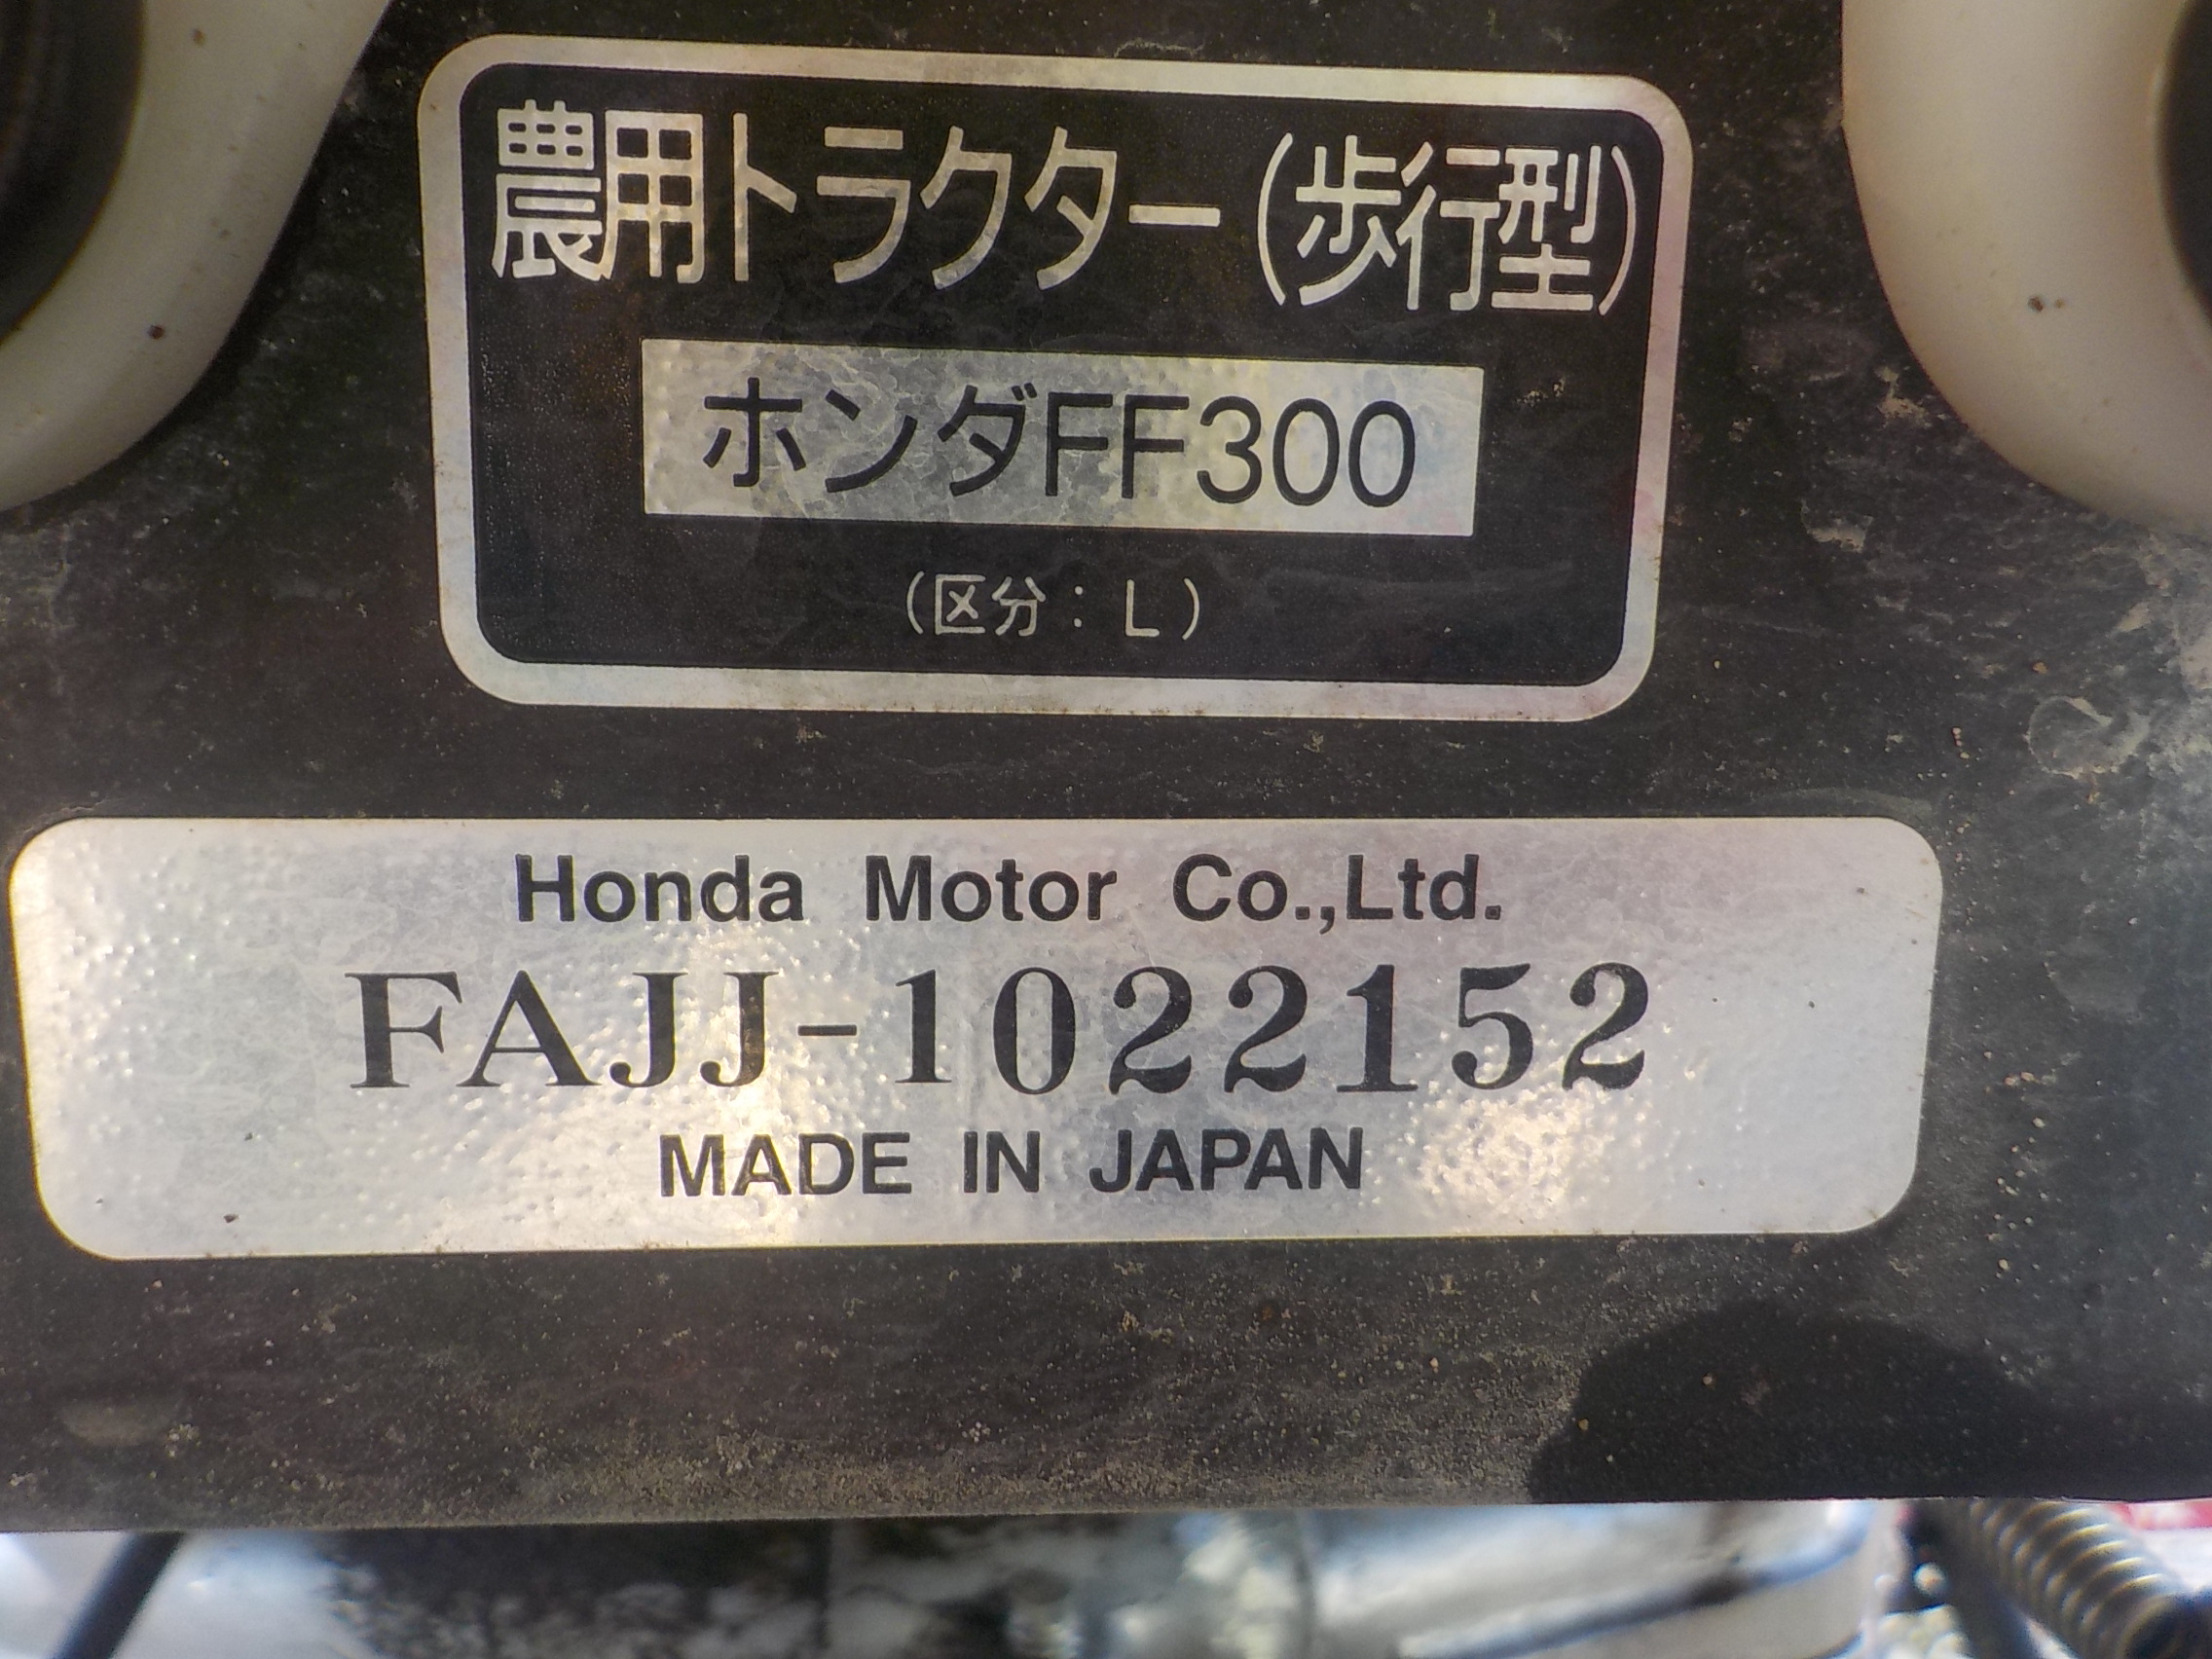 農用トラクター(歩行型)
ホンダFF300
(区分:L)
Honda Motor Co.,Ltd.
FAJJ-1022152
MADE IN JAPAN